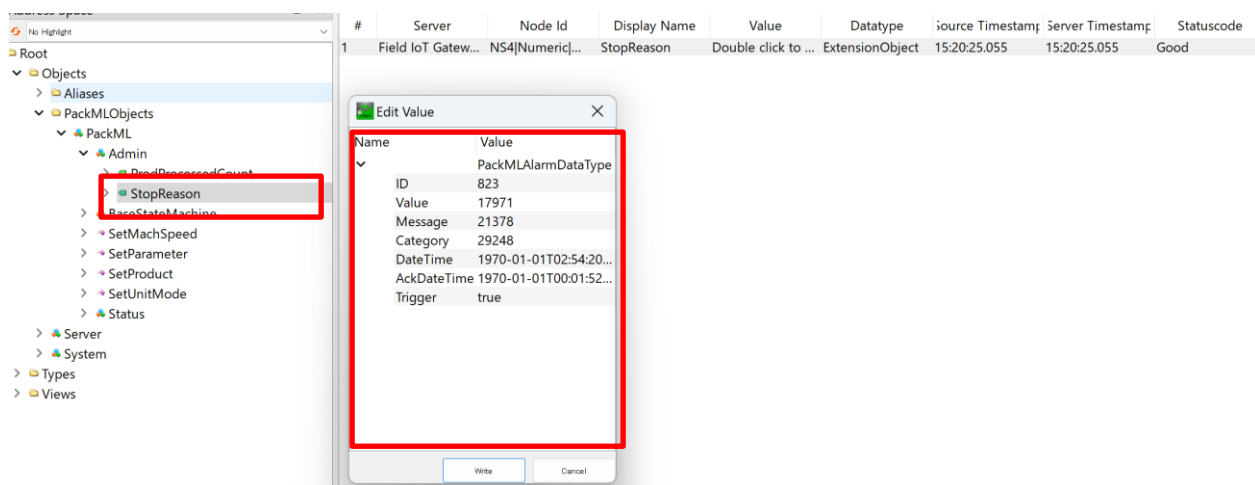 Address Space
No Highlight
Root
Objects
Aliases
PackMLObjects
PackML
Admin
ProdProcessedCount
StopReason
BaseStateMachine
SetMachSpeed
SetParameter
SetProduct
SetUnitMode
Status
Server
System
Types
Views
# Server Node Id Display Name Value Datatype Source Timestamp Server Timestamp Statuscode
1 Field IoT Gatew... NS4|Numeric|... StopReason Double click to ... ExtensionObject 15:20:25.055 15:20:25.055 Good
Edit Value
Name Value
PackMLAlarmDataType
ID 823
Value 17971
Message 21378
Category 29248
DateTime 1970-01-01T02:54:20...
AckDateTime 1970-01-01T00:01:52...
Trigger true
Write Cancel